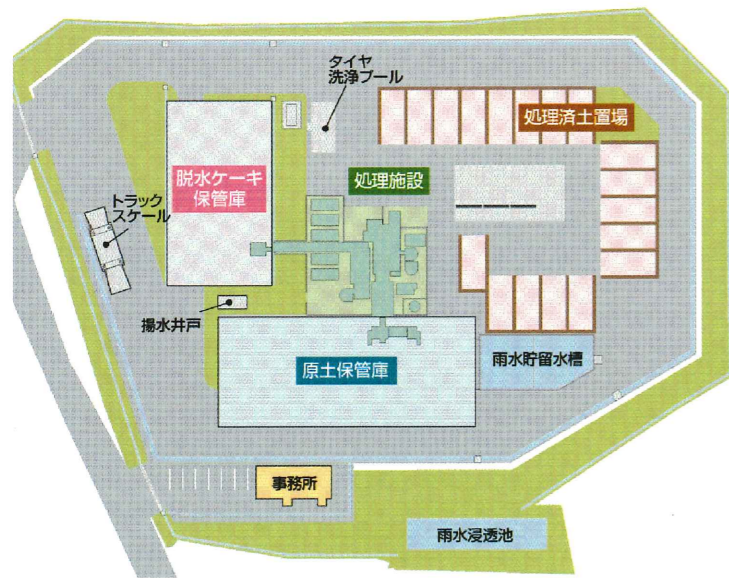 タイヤ
洗浄プール
処理済土置場
脱水ケーキ
保管庫
処理施設
トラック
スケール
揚水井戸
原土保管庫
雨水貯留水槽
事務所
雨水浸透池